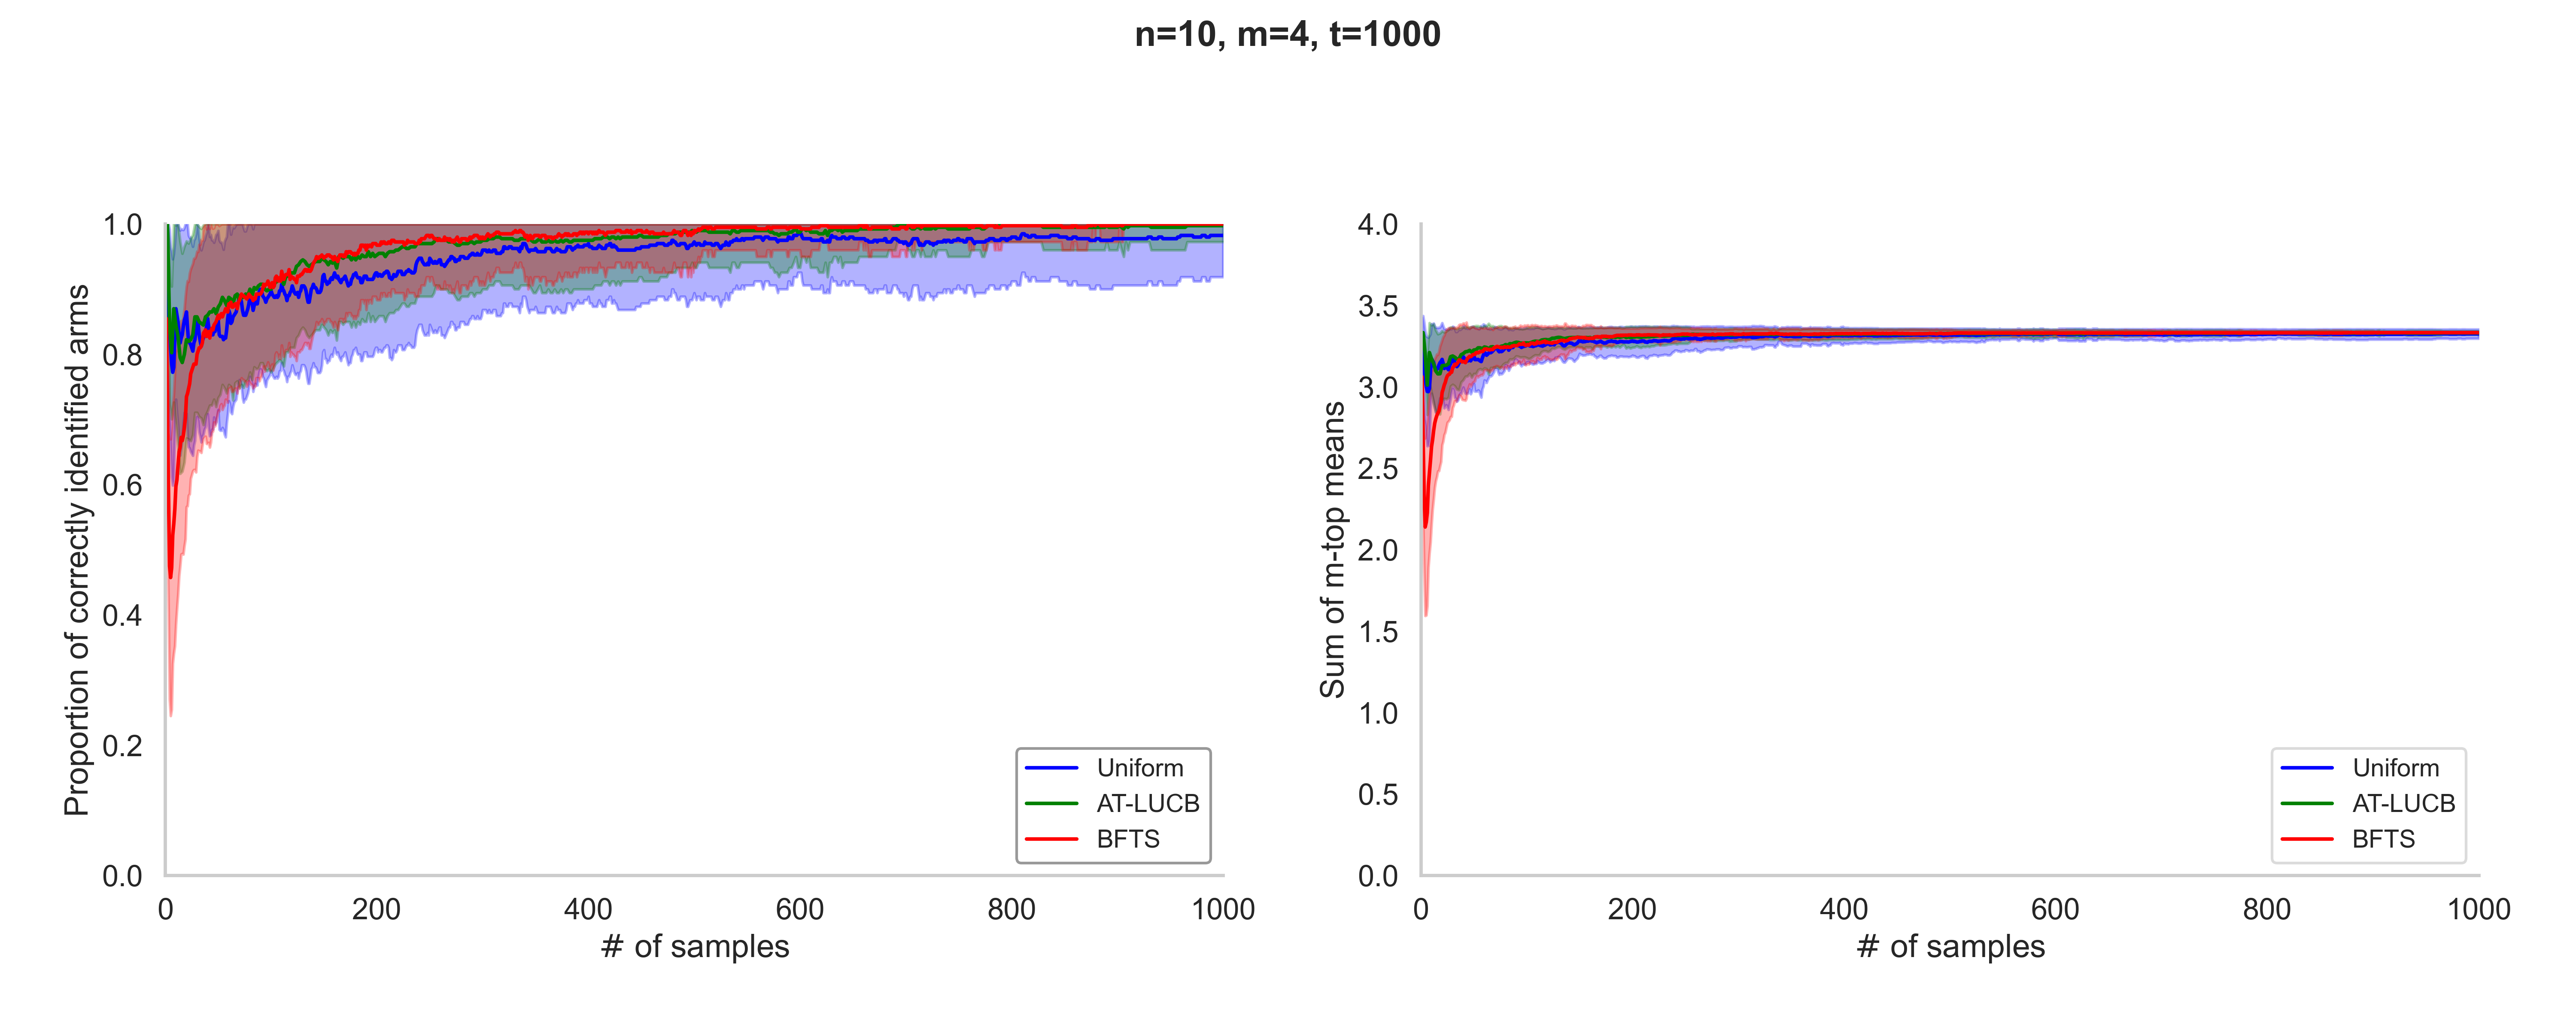 n=10, m=4, t=1000
Proportion of correctly identified arms
1.0
0.8
0.6
0.4
0.2
0.0
0
200
400
600
800
1000
# of samples
Uniform
AT-LUCB
BFTS
Sum of m-top means
4.0
3.5
3.0
2.5
2.0
1.5
1.0
0.5
0.0
0
200
400
600
800
1000
# of samples
Uniform
AT-LUCB
BFTS